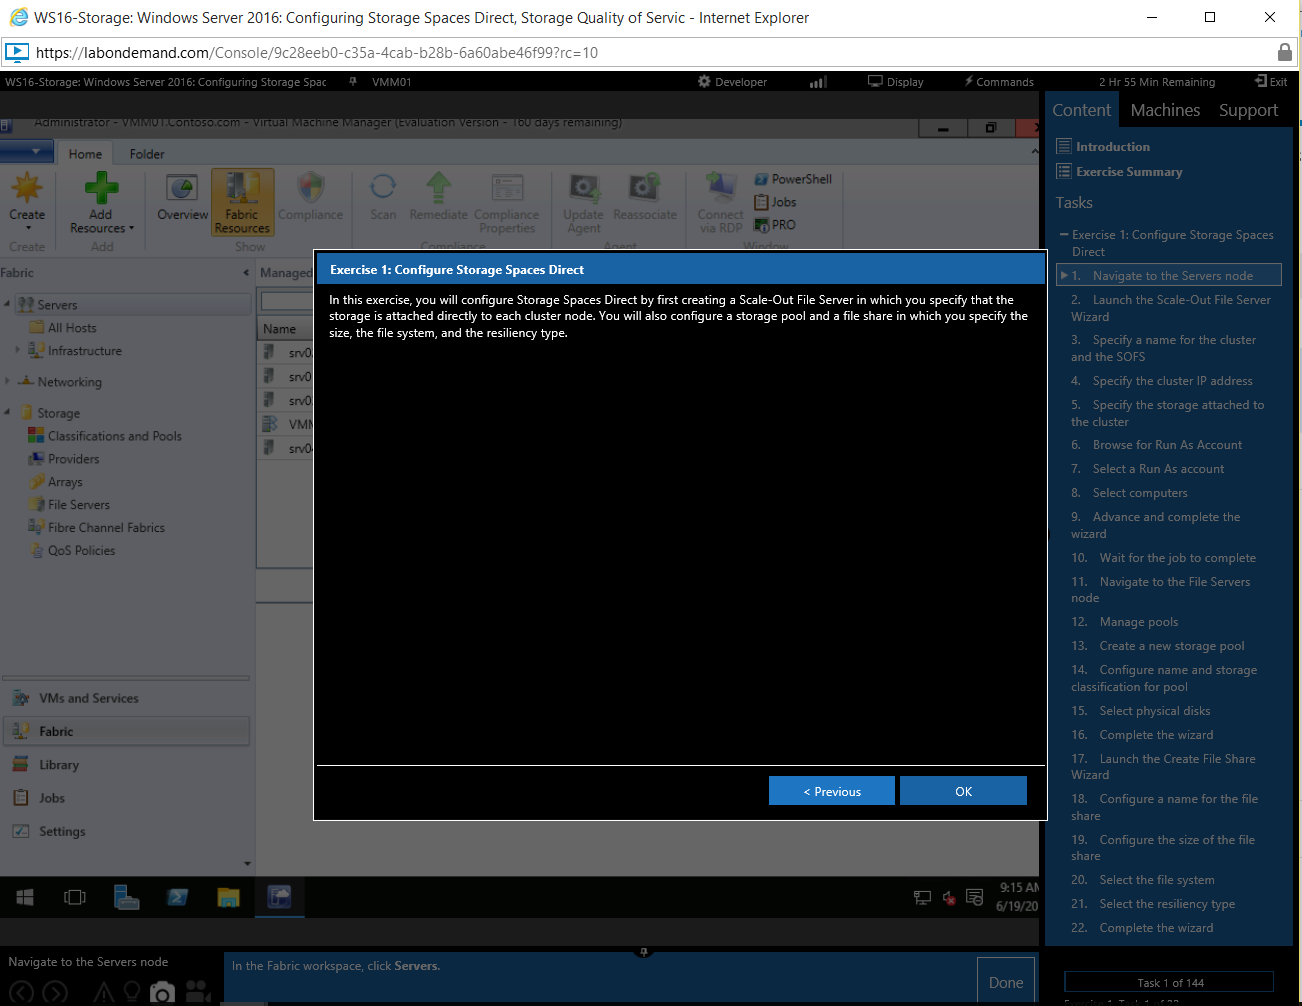 WS16-Storage: Windows Server 2016: Configuring Storage Spaces Direct, Storage Quality of Servic - Internet Explorer
https://labondemand.com/Console/9c28eeb0-c35a-4cab-b28b-6a60abe46f99?rc=10
WS16-Storage: Windows Server 2016: Configuring Storage Spac
VMM01
Developer
Display
Commands
2 Hr 55 Min Remaining
Exit
Administrator - VMM01.Contoso.com - Virtual Machine Manager (Evaluation Version - 160 days remaining)
Home
Folder
Create
Add
Resources
Overview
Fabric
Resources
Compliance
Scan
Remediate
Compliance
Properties
Update
Agent
Reassociate
Connect
via RDP
PowerShell
Jobs
PRO
Create
Add
Show
Compliance
Agent
Window
Fabric
Servers
All Hosts
Infrastructure
Networking
Storage
Classifications and Pools
Providers
Arrays
File Servers
Fibre Channel Fabrics
QoS Policies
VMs and Services
Fabric
Library
Jobs
Settings
Managed
Name
srv0
srv0
VMM
srv0
Exercise 1: Configure Storage Spaces Direct
In this exercise, you will configure Storage Spaces Direct by first creating a Scale-Out File Server in which you specify that the
storage is attached directly to each cluster node. You will also configure a storage pool and a file share in which you specify the
size, the file system, and the resiliency type.
< Previous
OK
9:15 AM
6/19/20
Content
Machines
Support
Introduction
Exercise Summary
Tasks
Exercise 1: Configure Storage Spaces
Direct
1. Navigate to the Servers node
2. Launch the Scale-Out File Server
Wizard
3. Specify a name for the cluster
and the SOFS
4. Specify the cluster IP address
5. Specify the storage attached to
the cluster
6. Browse for Run As Account
7. Select a Run As account
8. Select computers
9. Advance and complete the
wizard
10. Wait for the job to complete
11. Navigate to the File Servers
node
12. Manage pools
13. Create a new storage pool
14. Configure name and storage
classification for pool
15. Select physical disks
16. Complete the wizard
17. Launch the Create File Share
Wizard
18. Configure a name for the file
share
19. Configure the size of the file
share
20. Select the file system
21. Select the resiliency type
22. Complete the wizard
Navigate to the Servers node
In the Fabric workspace, click Servers.
Done
Task 1 of 144